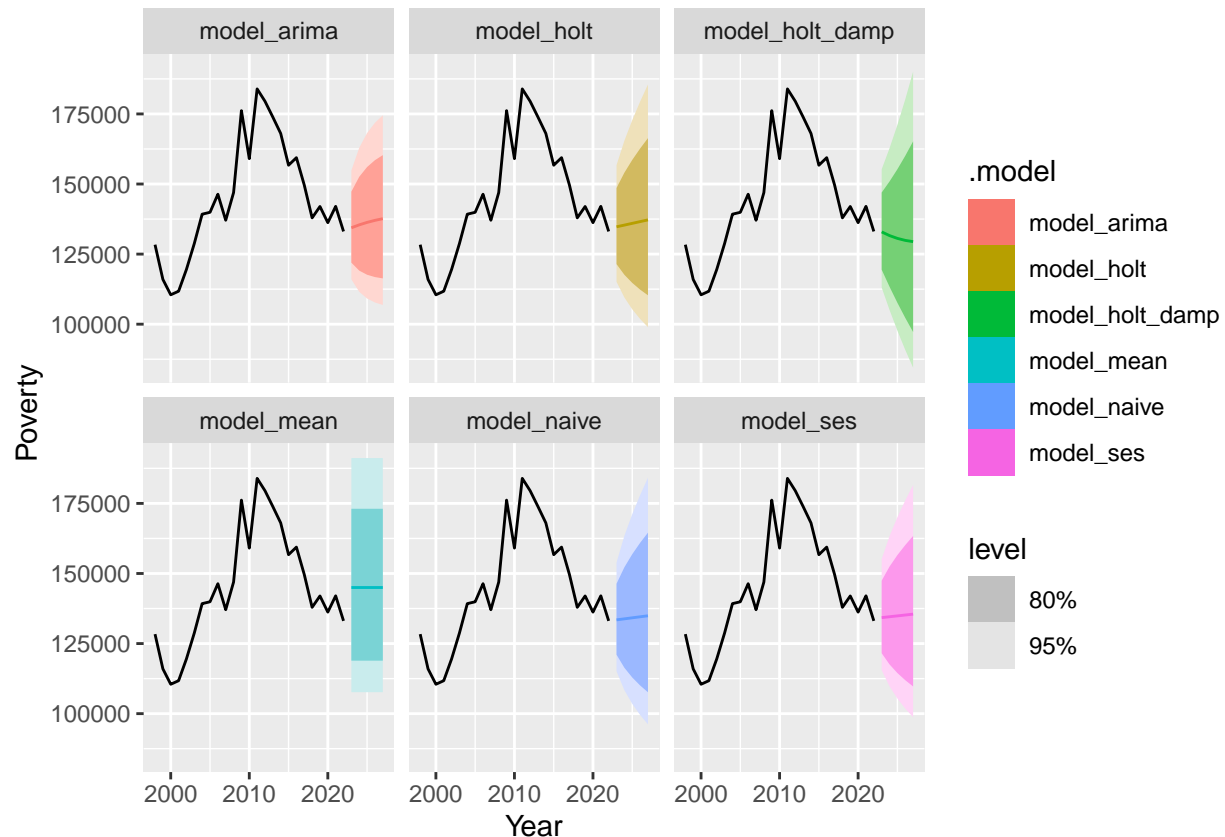 model_arima
model_holt
model_holt_damp
175000
150000
125000
100000
Poverty
model_mean
model_naive
model_ses
175000
150000
125000
100000
2000 2010 2020
2000 2010 2020
2000 2010 2020
Year
.model
model_arima
model_holt
model_holt_damp
model_mean
model_naive
model_ses
level
80%
95%